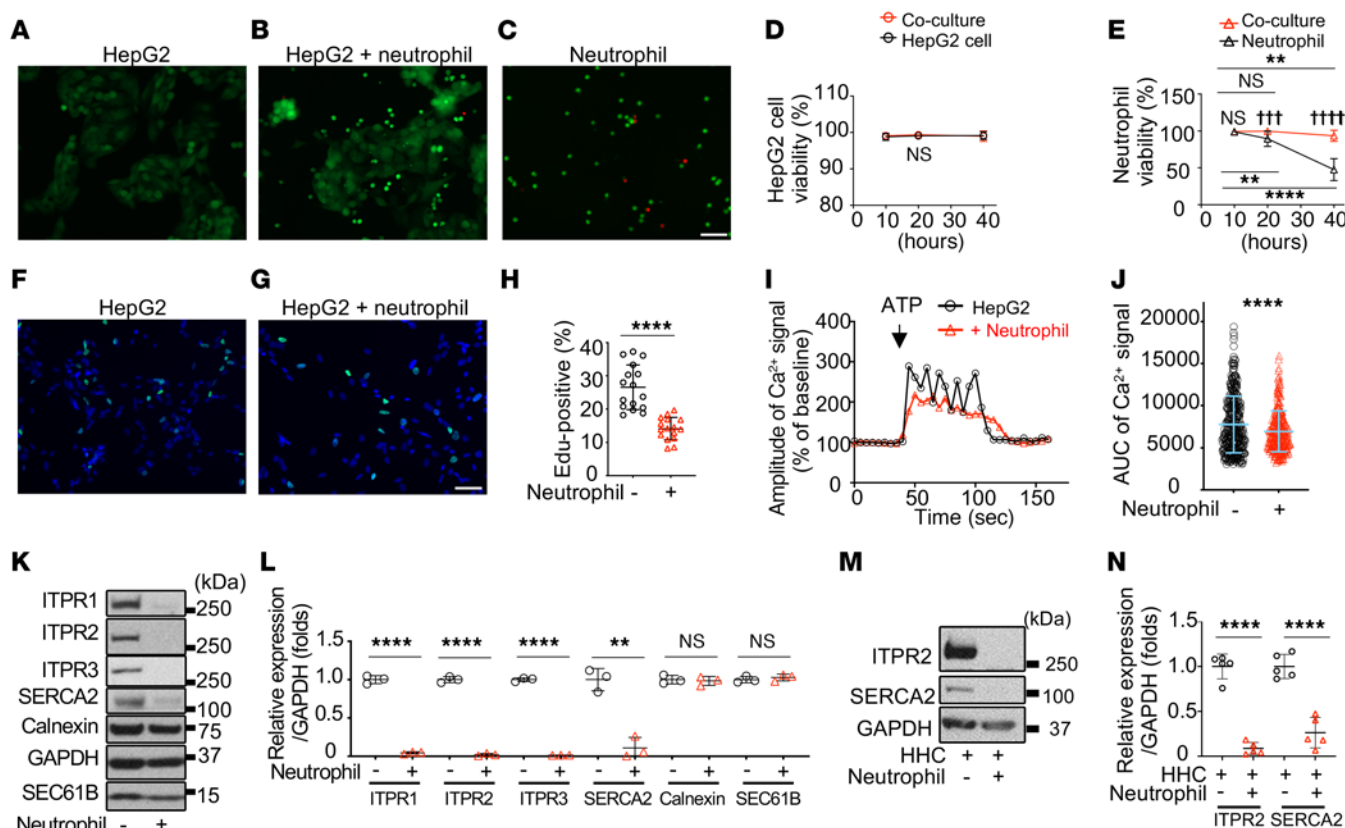 A
HepG2
B
HepG2 + neutrophil
C
Neutrophil
D
Co-culture
HepG2 cell
HepG2 cell
viability (%)
120
110
100
90
80
NS
0 10 20 30 40
(hours)
E
Co-culture
Neutrophil
Neutrophil
viability (%)
**
NS
150
100
50
0
NS ††† ††††
**
****
0 10 20 30 40
(hours)
F
HepG2
G
HepG2 + neutrophil
H
****
Edu-positive (%)
40
30
20
10
0
Neutrophil - +
I
ATP
HepG2
+ Neutrophil
Amplitude of Ca²⁺ signal
(% of baseline)
400
300
200
100
0
0 50 100 150
Time (sec)
J
****
AUC of Ca²⁺ signal
20000
15000
10000
5000
0
Neutrophil - +
K
(kDa)
ITPR1
250
ITPR2
250
ITPR3
250
SERCA2
100
Calnexin
75
GAPDH
37
SEC61B
15
Neutrophil - +
L
Relative expression
/GAPDH (folds)
1.5
1.0
0.5
0
**** **** **** ** NS NS
Neutrophil - + - + - + - + - + - +
ITPR1 ITPR2 ITPR3 SERCA2 Calnexin SEC61B
M
(kDa)
ITPR2
250
SERCA2
100
GAPDH
37
HHC + +
Neutrophil - +
N
Relative expression
/GAPDH (folds)
**** ****
1.5
1.0
0.5
0
HHC + + + +
Neutrophil - + - +
ITPR2 SERCA2